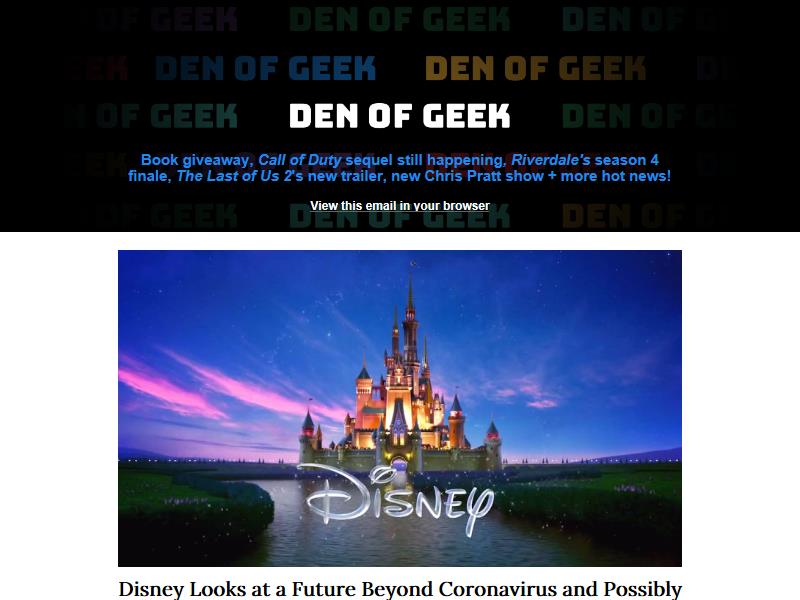 OF GEEK DEN OF GEEK DEN OF
EEK DEN OF GEEK DEN OF GEEK
OF GEEK DEN OF GEEK DEN OF GEEK
Book giveaway, Call of Duty sequel still happening, Riverdale's season 4
finale, The Last of Us 2's new trailer, new Chris Pratt show + more hot news!
View this email in your browser
DEN OF GEEK
Disney
Disney Looks at a Future Beyond Coronavirus and Possibly